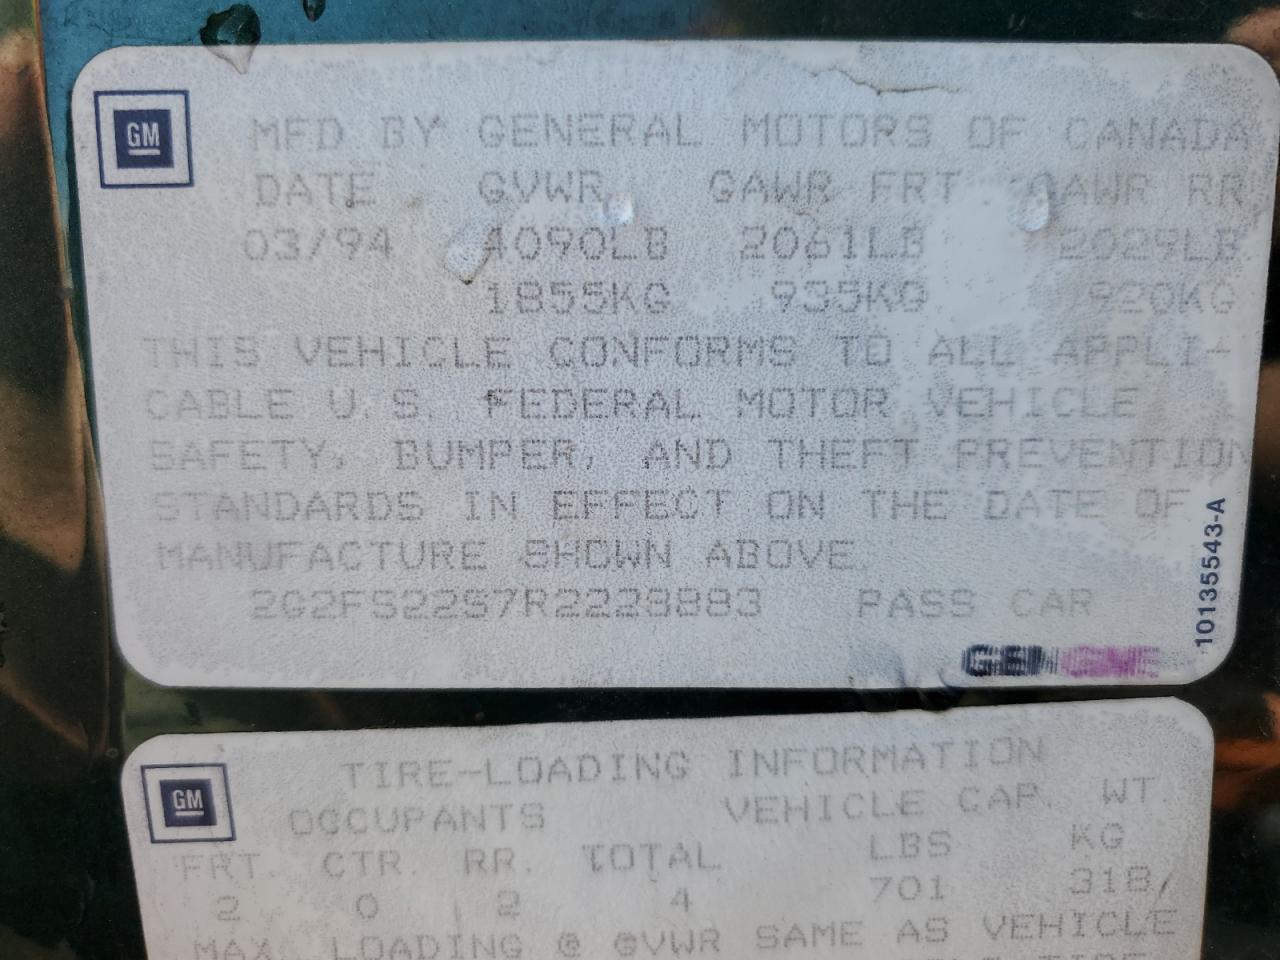 GM
MFD BY GENERAL MOTORS OF CANADA
DATE GVWR GAWR FRT GAWR RR
03/94 4090LB 2061LB 2029LB
1855KG 935KG 920KG
THIS VEHICLE CONFORMS TO ALL APPLI-
CABLE U.S. FEDERAL MOTOR VEHICLE
SAFETY, BUMPER, AND THEFT PREVENTION
STANDARDS IN EFFECT ON THE DATE OF
MANUFACTURE SHOWN ABOVE.
PASS CAR
10135543-A
GM
TIRE-LOADING INFORMATION
OCCUPANTS VEHICLE CAP. WT.
FRT. CTR. RR. TOTAL LBS KG
2 0 2 4 701 318/
MAX. LOADING @ GVWR SAME AS VEHICLE